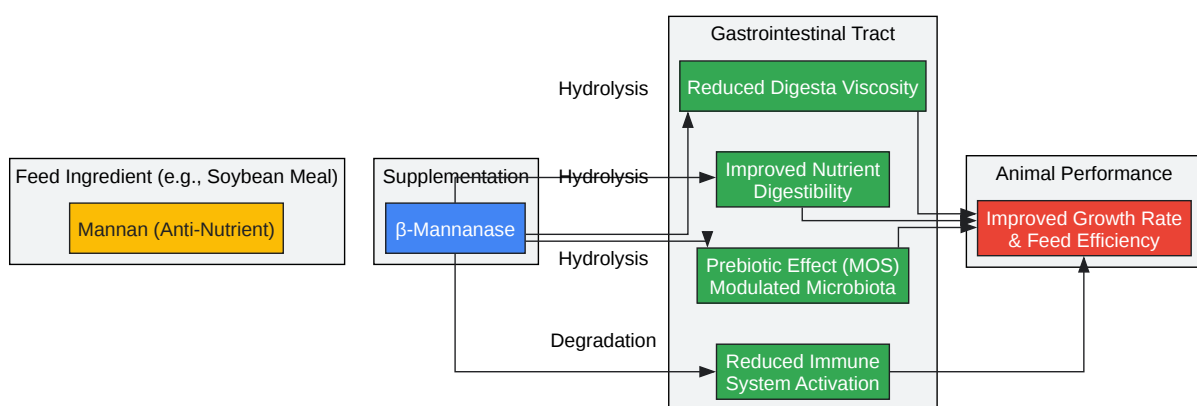 Feed Ingredient (e.g., Soybean Meal)
Mannan (Anti-Nutrient)
Supplementation
β-Mannanase
Hydrolysis
Hydrolysis
Hydrolysis
Degradation
Gastrointestinal Tract
Reduced Digesta Viscosity
Improved Nutrient
Digestibility
Prebiotic Effect (MOS)
Modulated Microbiota
Reduced Immune
System Activation
Animal Performance
Improved Growth Rate
& Feed Efficiency